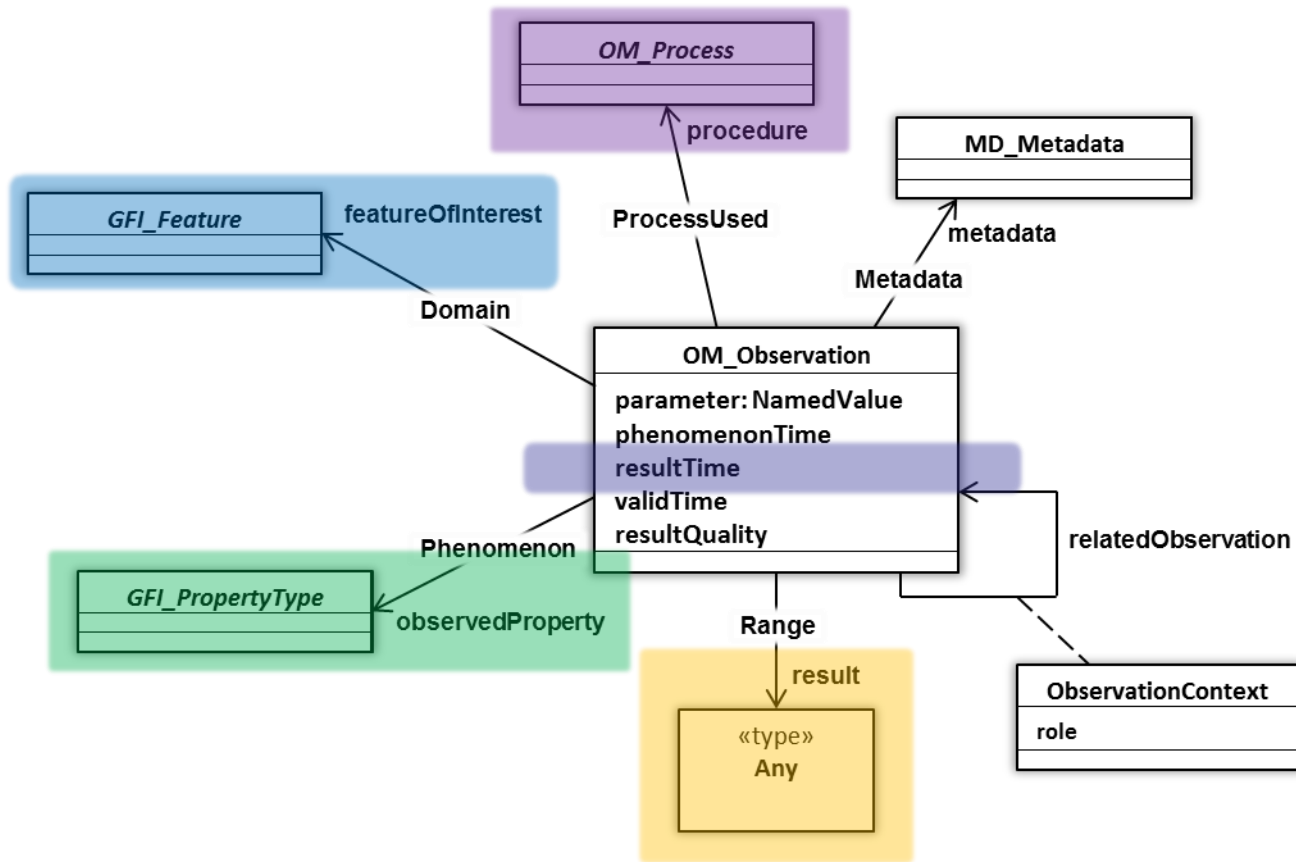 OM_Process
procedure
MD_Metadata
ProcessUsed
metadata
GFI_Feature
featureOfInterest
Metadata
Domain
OM_Observation
parameter: NamedValue
phenomenonTime
resultTime
validTime
resultQuality
Phenomenon
relatedObservation
GFI_PropertyType
observedProperty
Range
result
«type»
Any
ObservationContext
role